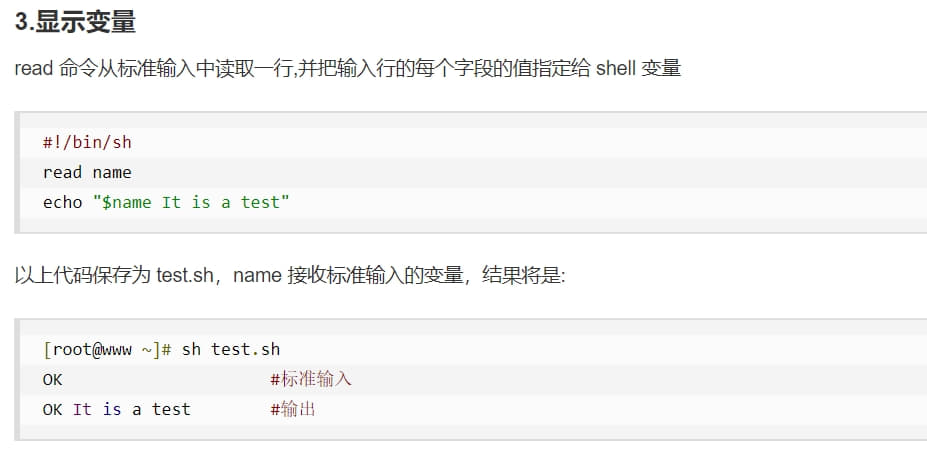 3.显示变量
read 命令从标准输入中读取一行,并把输入行的每个字段的值指定给 shell 变量
#!/bin/sh
read name
echo "$name It is a test"
以上代码保存为 test.sh，name 接收标准输入的变量，结果将是:
[root@www ~]# sh test.sh
OK                     #标准输入
OK It is a test        #输出